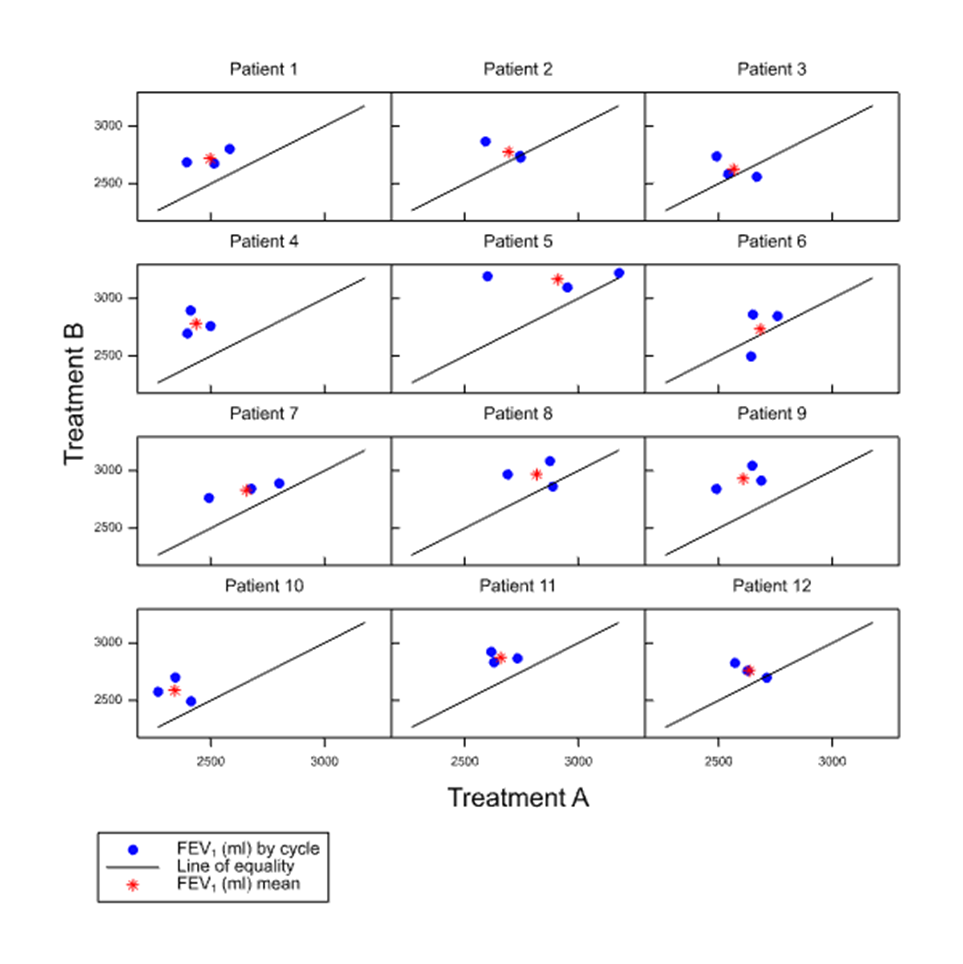 Patient 1 Patient 2 Patient 3
3000
2500
Patient 4 Patient 5 Patient 6
3000
2500
Treatment B
Patient 7 Patient 8 Patient 9
3000
2500
Patient 10 Patient 11 Patient 12
3000
2500
2500 3000 2500 3000 2500 3000
Treatment A
FEV₁ (ml) by cycle
Line of equality
FEV₁ (ml) mean